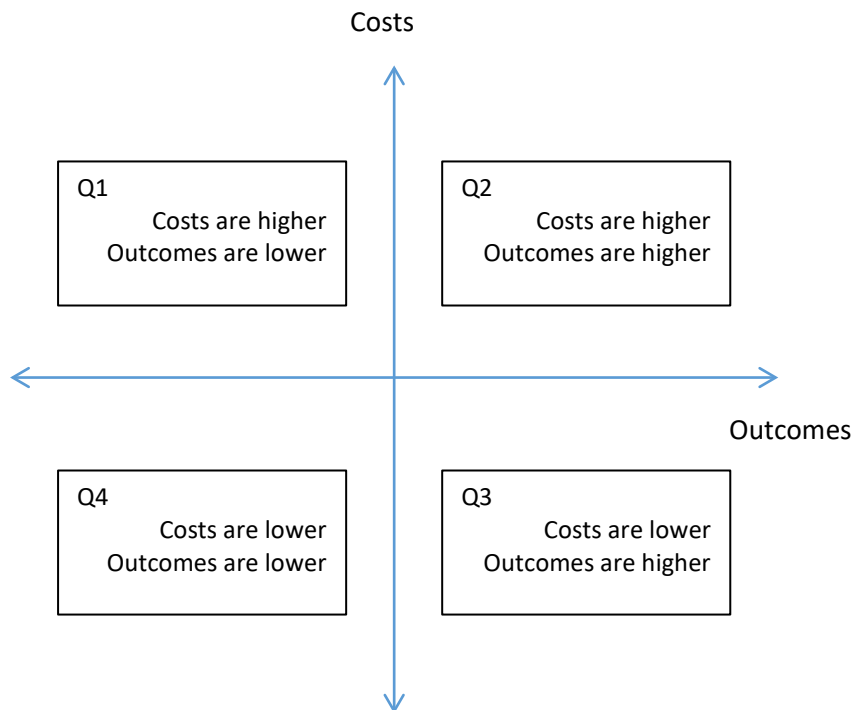 Costs
Q1
Costs are higher
Outcomes are lower
Q2
Costs are higher
Outcomes are higher
Outcomes
Q4
Costs are lower
Outcomes are lower
Q3
Costs are lower
Outcomes are higher